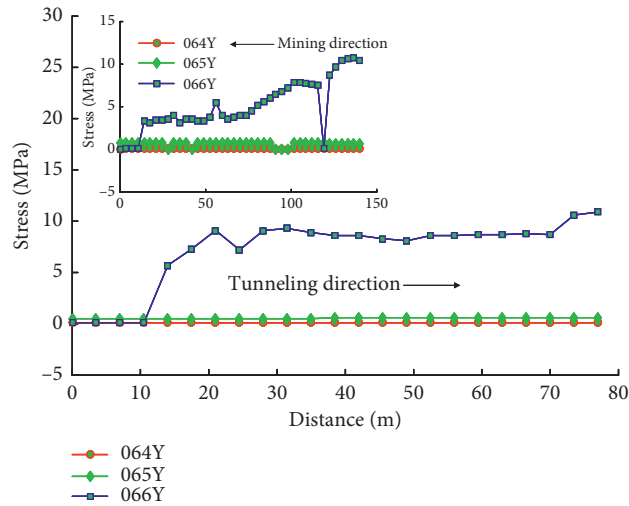 30
25
20
15
10
5
0
−5
Stress (MPa)
15
10
5
0
−5
Stress (MPa)
064Y
065Y
066Y
Mining direction
0 50 100 150
Tunneling direction
0 10 20 30 40 50 60 70 80
Distance (m)
064Y
065Y
066Y